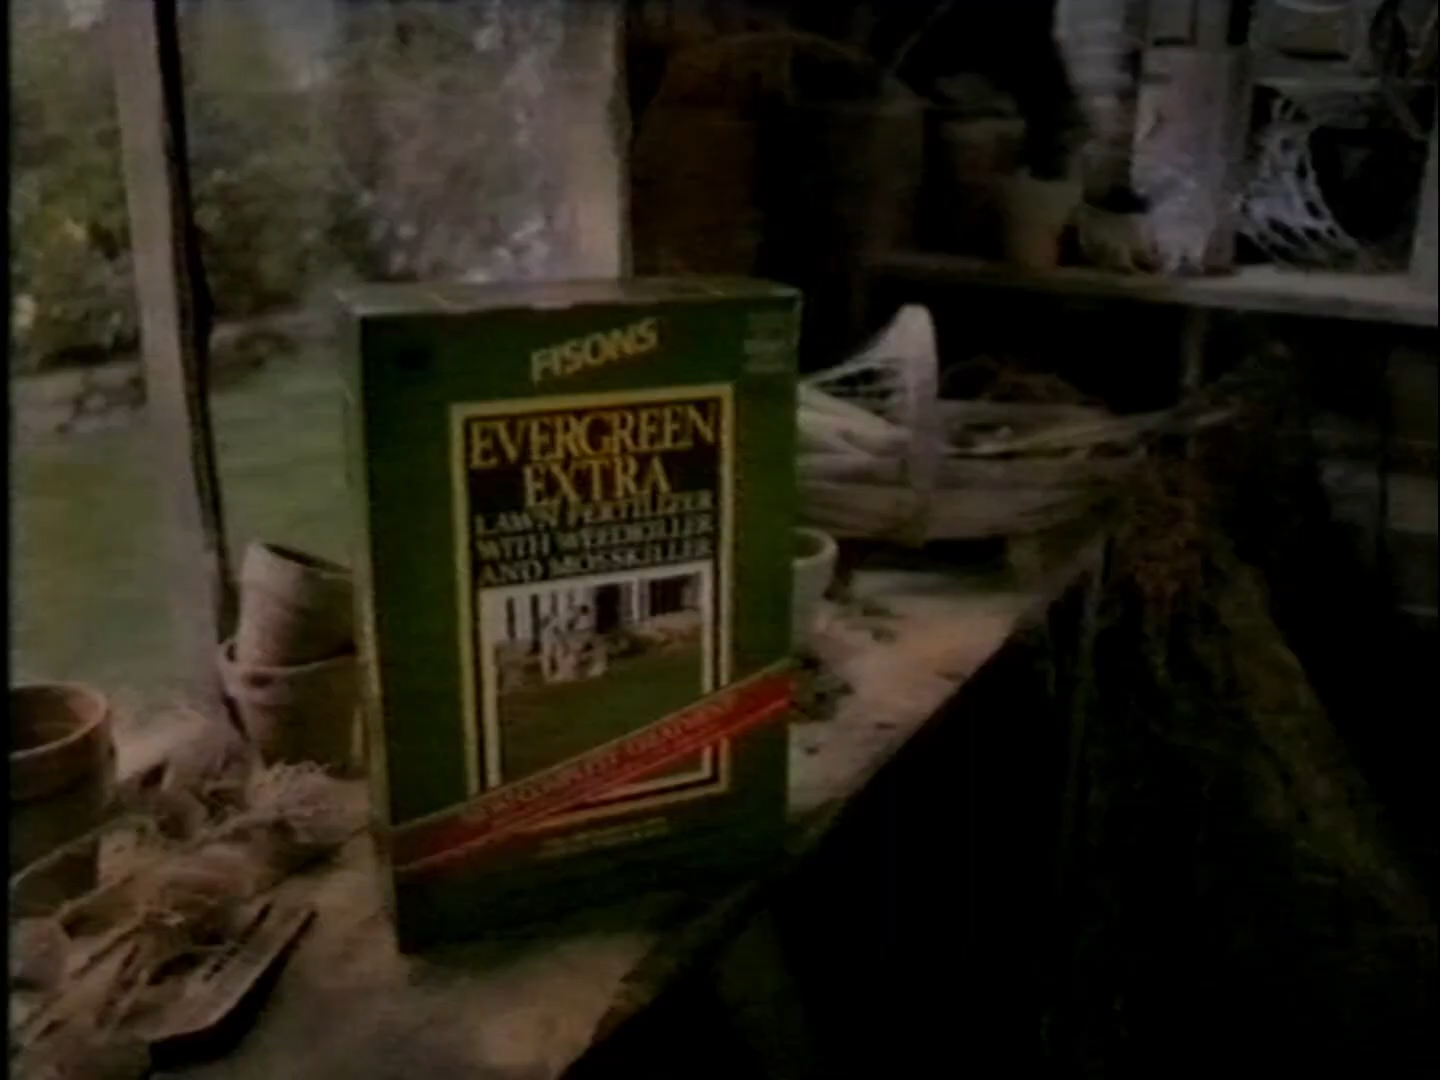 FISONS
EVERGREEN
EXTRA
LAWN FERTILIZER
WITH WEEDKILLER
AND MOSSKILLER